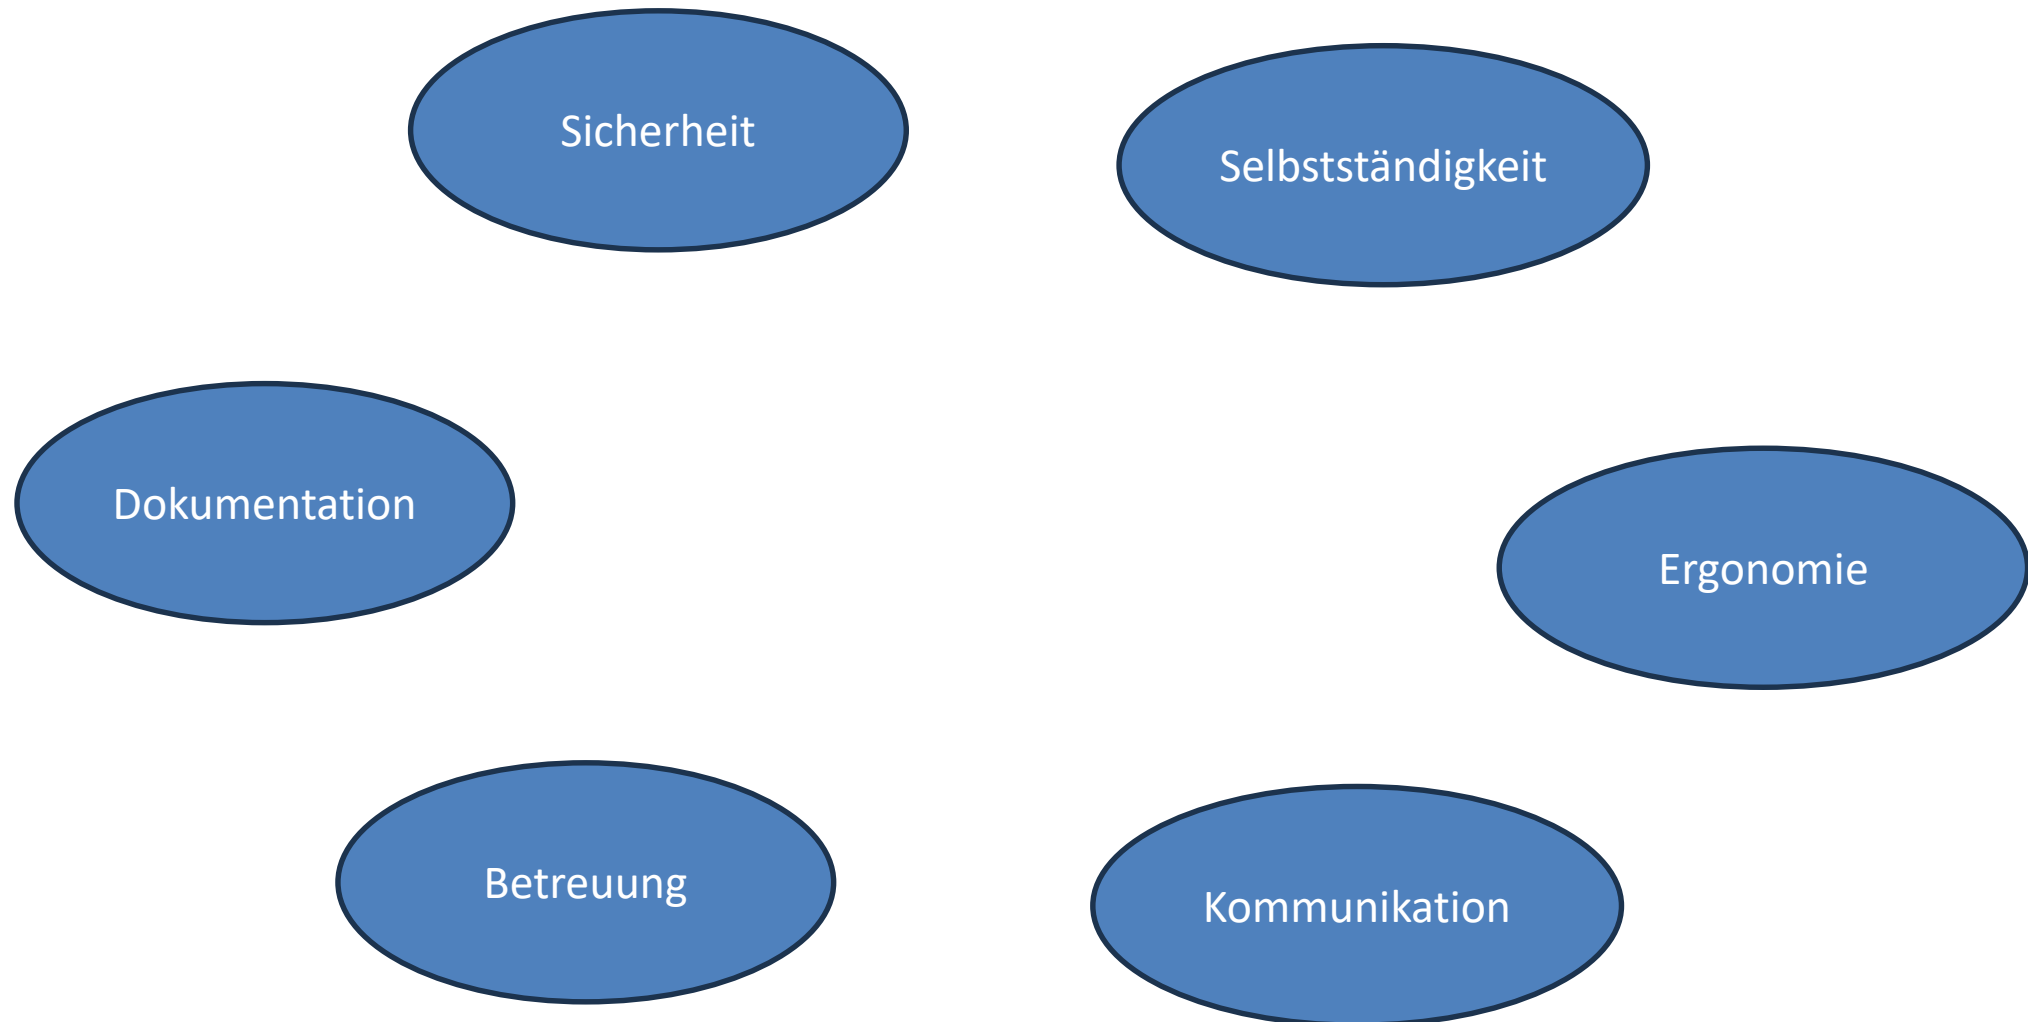 Sicherheit
Selbstständigkeit
Dokumentation
Ergonomie
Betreuung
Kommunikation